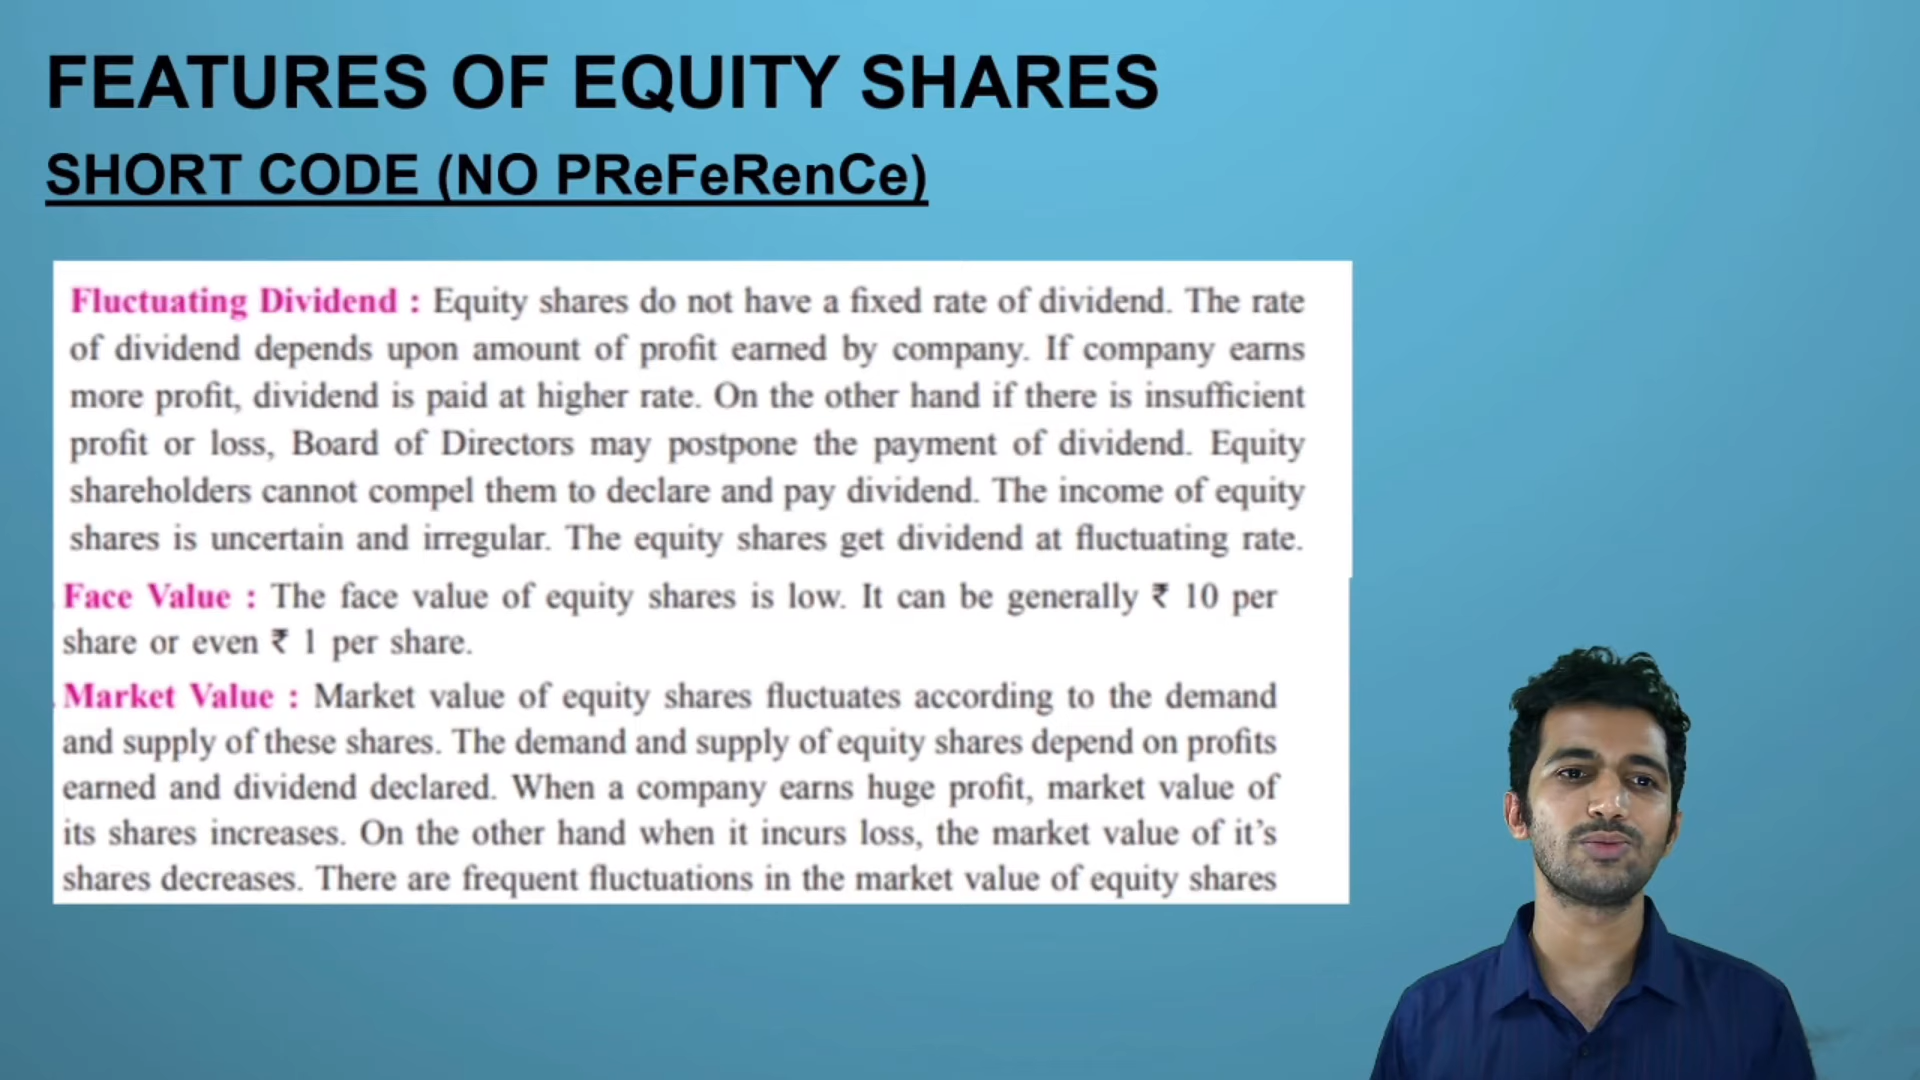 FEATURES OF EQUITY SHARES
SHORT CODE (NO PReFeRenCe)
Fluctuating Dividend : Equity shares do not have a fixed rate of dividend. The rate
of dividend depends upon amount of profit earned by company. If company earns
more profit, dividend is paid at higher rate. On the other hand if there is insufficient
profit or loss, Board of Directors may postpone the payment of dividend. Equity
shareholders cannot compel them to declare and pay dividend. The income of equity
shares is uncertain and irregular. The equity shares get dividend at fluctuating rate.
Face Value : The face value of equity shares is low. It can be generally ₹ 10 per
share or even ₹ 1 per share.
Market Value : Market value of equity shares fluctuates according to the demand
and supply of these shares. The demand and supply of equity shares depend on profits
earned and dividend declared. When a company earns huge profit, market value of
its shares increases. On the other hand when it incurs loss, the market value of it’s
shares decreases. There are frequent fluctuations in the market value of equity shares